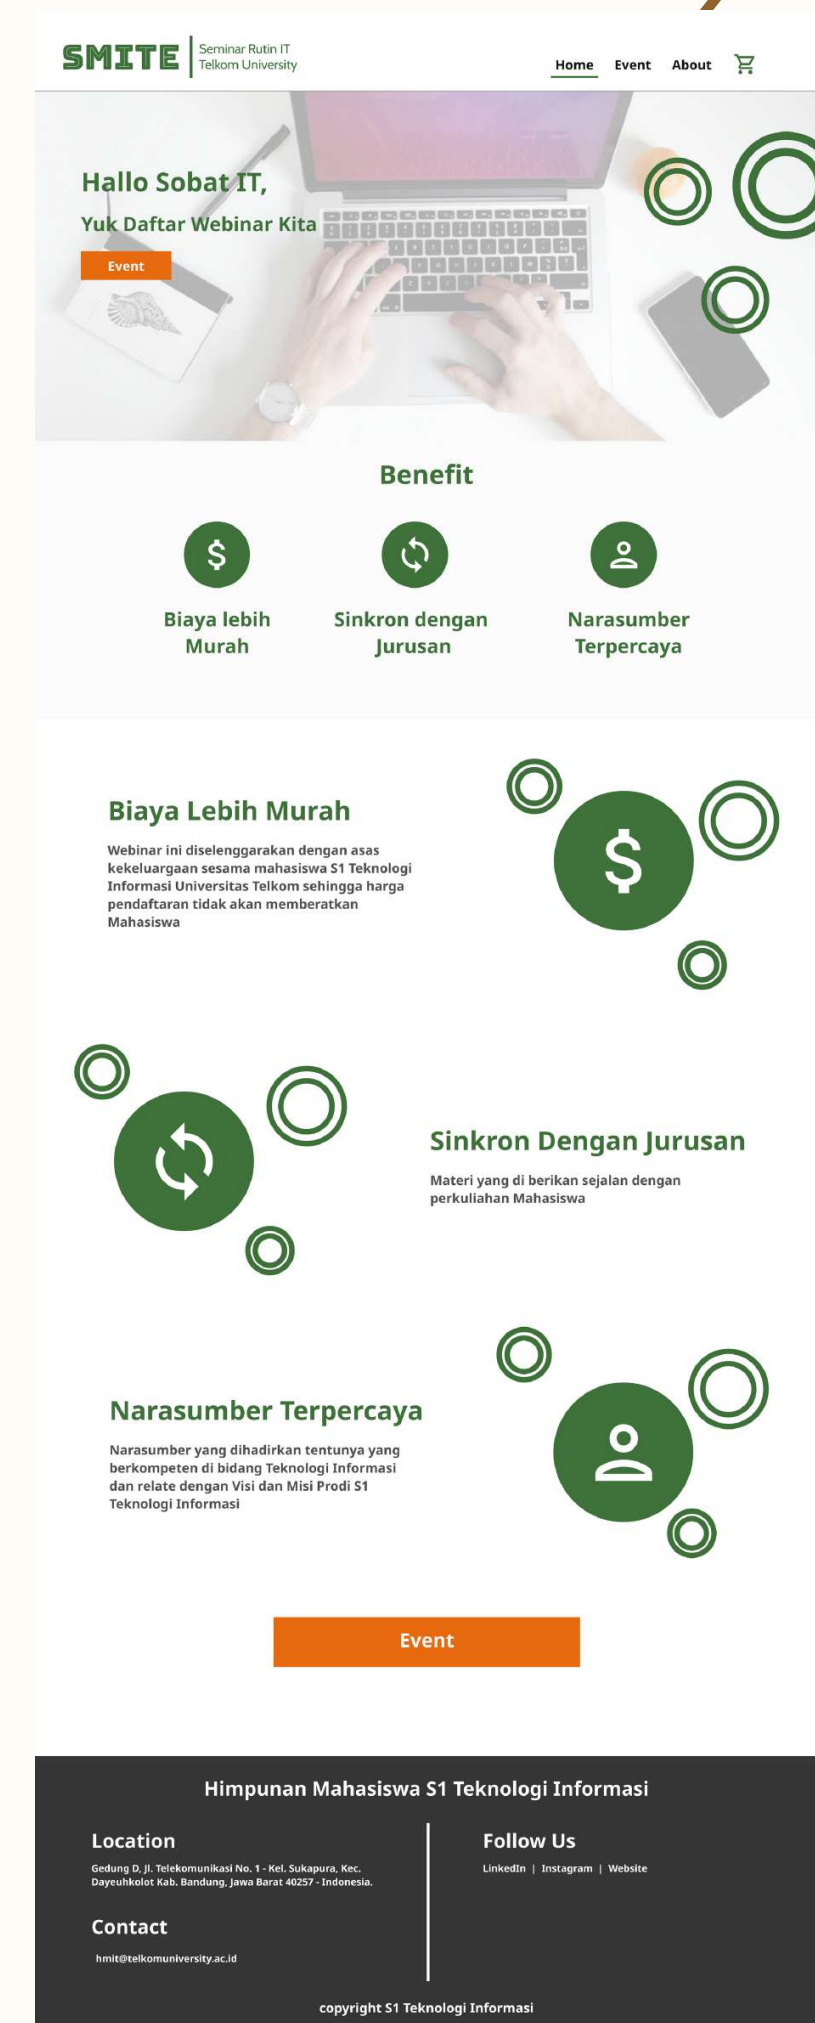 SMITE
Seminar Rutin IT
Telkom University
Home
Event
About
Hallo Sobat IT,
Yuk Daftar Webinar Kita
Event
Benefit
Biaya lebih
Murah
Sinkron dengan
Jurusan
Narasumber
Terpercaya
Biaya Lebih Murah
Webinar ini diselenggarakan dengan asas
kekeluargaan sesama mahasiswa S1 Teknologi
Informasi Universitas Telkom sehingga harga
pendaftaran tidak akan memberatkan
Mahasiswa
Sinkron Dengan Jurusan
Materi yang di berikan sejalan dengan
perkuliahan Mahasiswa
Narasumber Terpercaya
Narasumber yang dihadirkan tentunya yang
berkompeten di bidang Teknologi Informasi
dan relate dengan Visi dan Misi Prodi S1
Teknologi Informasi
Event
Himpunan Mahasiswa S1 Teknologi Informasi
Location
Gedung D, Jl. Telekomunikasi No. 1 - Kel. Sukapura, Kec.
Dayeuhkolot Kab. Bandung, Jawa Barat 40257 - Indonesia.
Contact
hmit@telkomuniversity.ac.id
Follow Us
LinkedIn | Instagram | Website
copyright S1 Teknologi Informasi